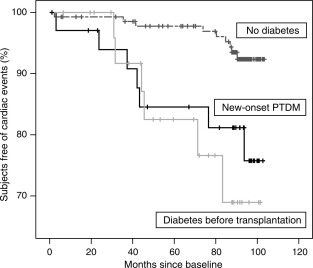 Subjects free of cardiac events (%)
100
90
80
70
No diabetes
New-onset PTDM
Diabetes before transplantation
0 20 40 60 80 100 120
Months since baseline